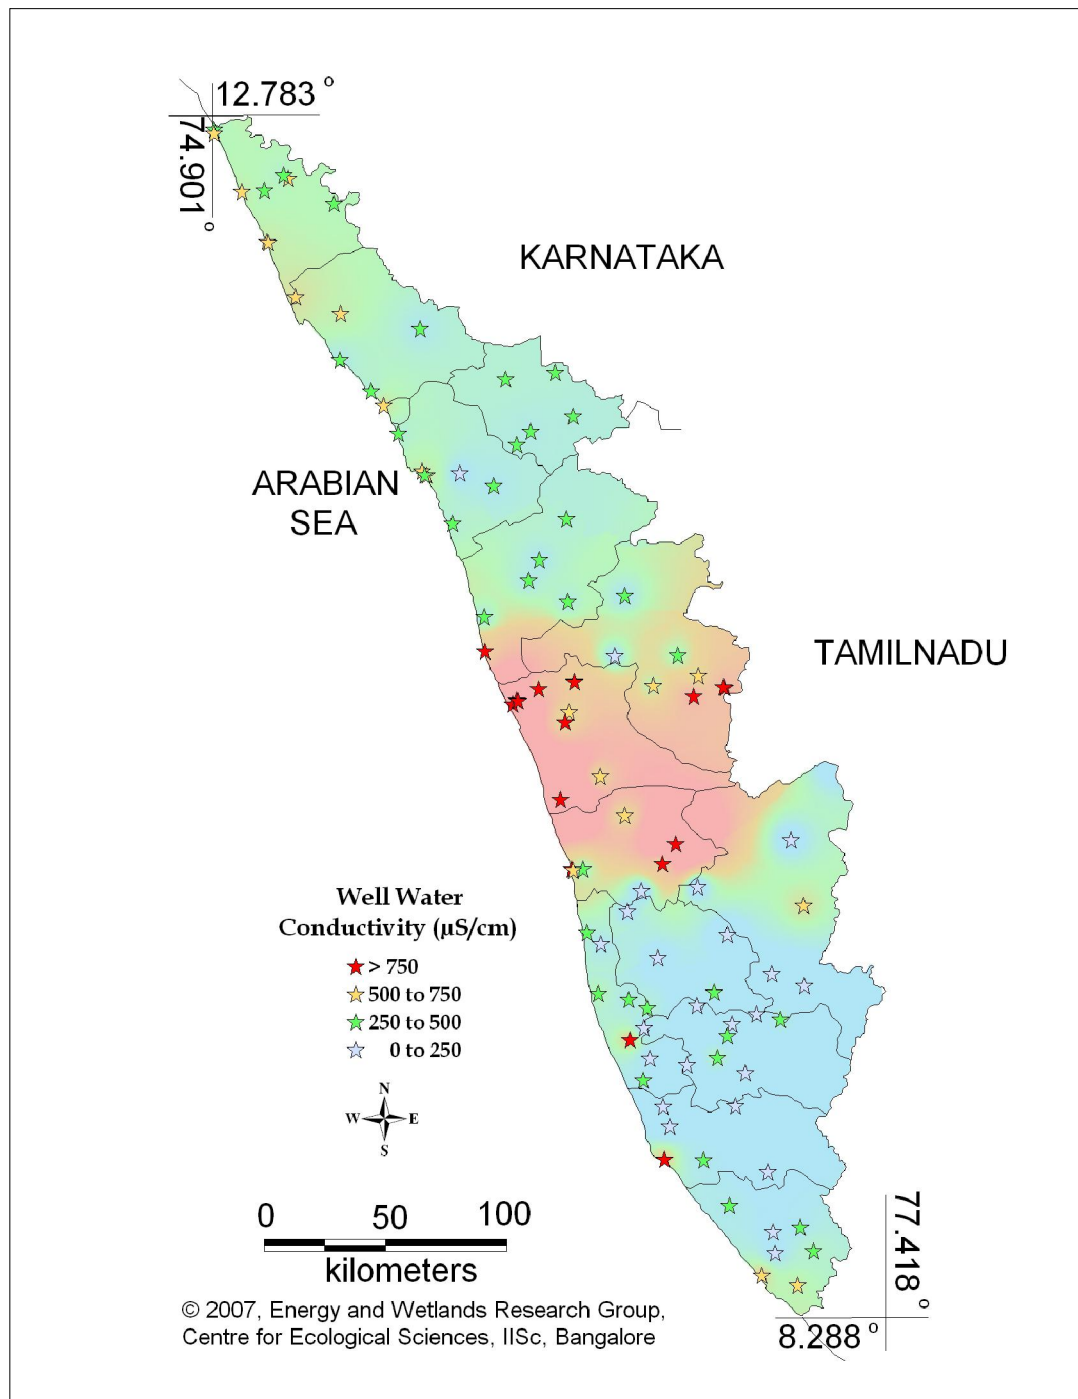 12.783 °
74.901 °
KARNATAKA
ARABIAN
SEA
TAMILNADU
Well Water
Conductivity (µS/cm)
> 750
500 to 750
250 to 500
0 to 250
N
W E
S
0 50 100
kilometers
77.418 °
8.288 °
© 2007, Energy and Wetlands Research Group,
Centre for Ecological Sciences, IISc, Bangalore